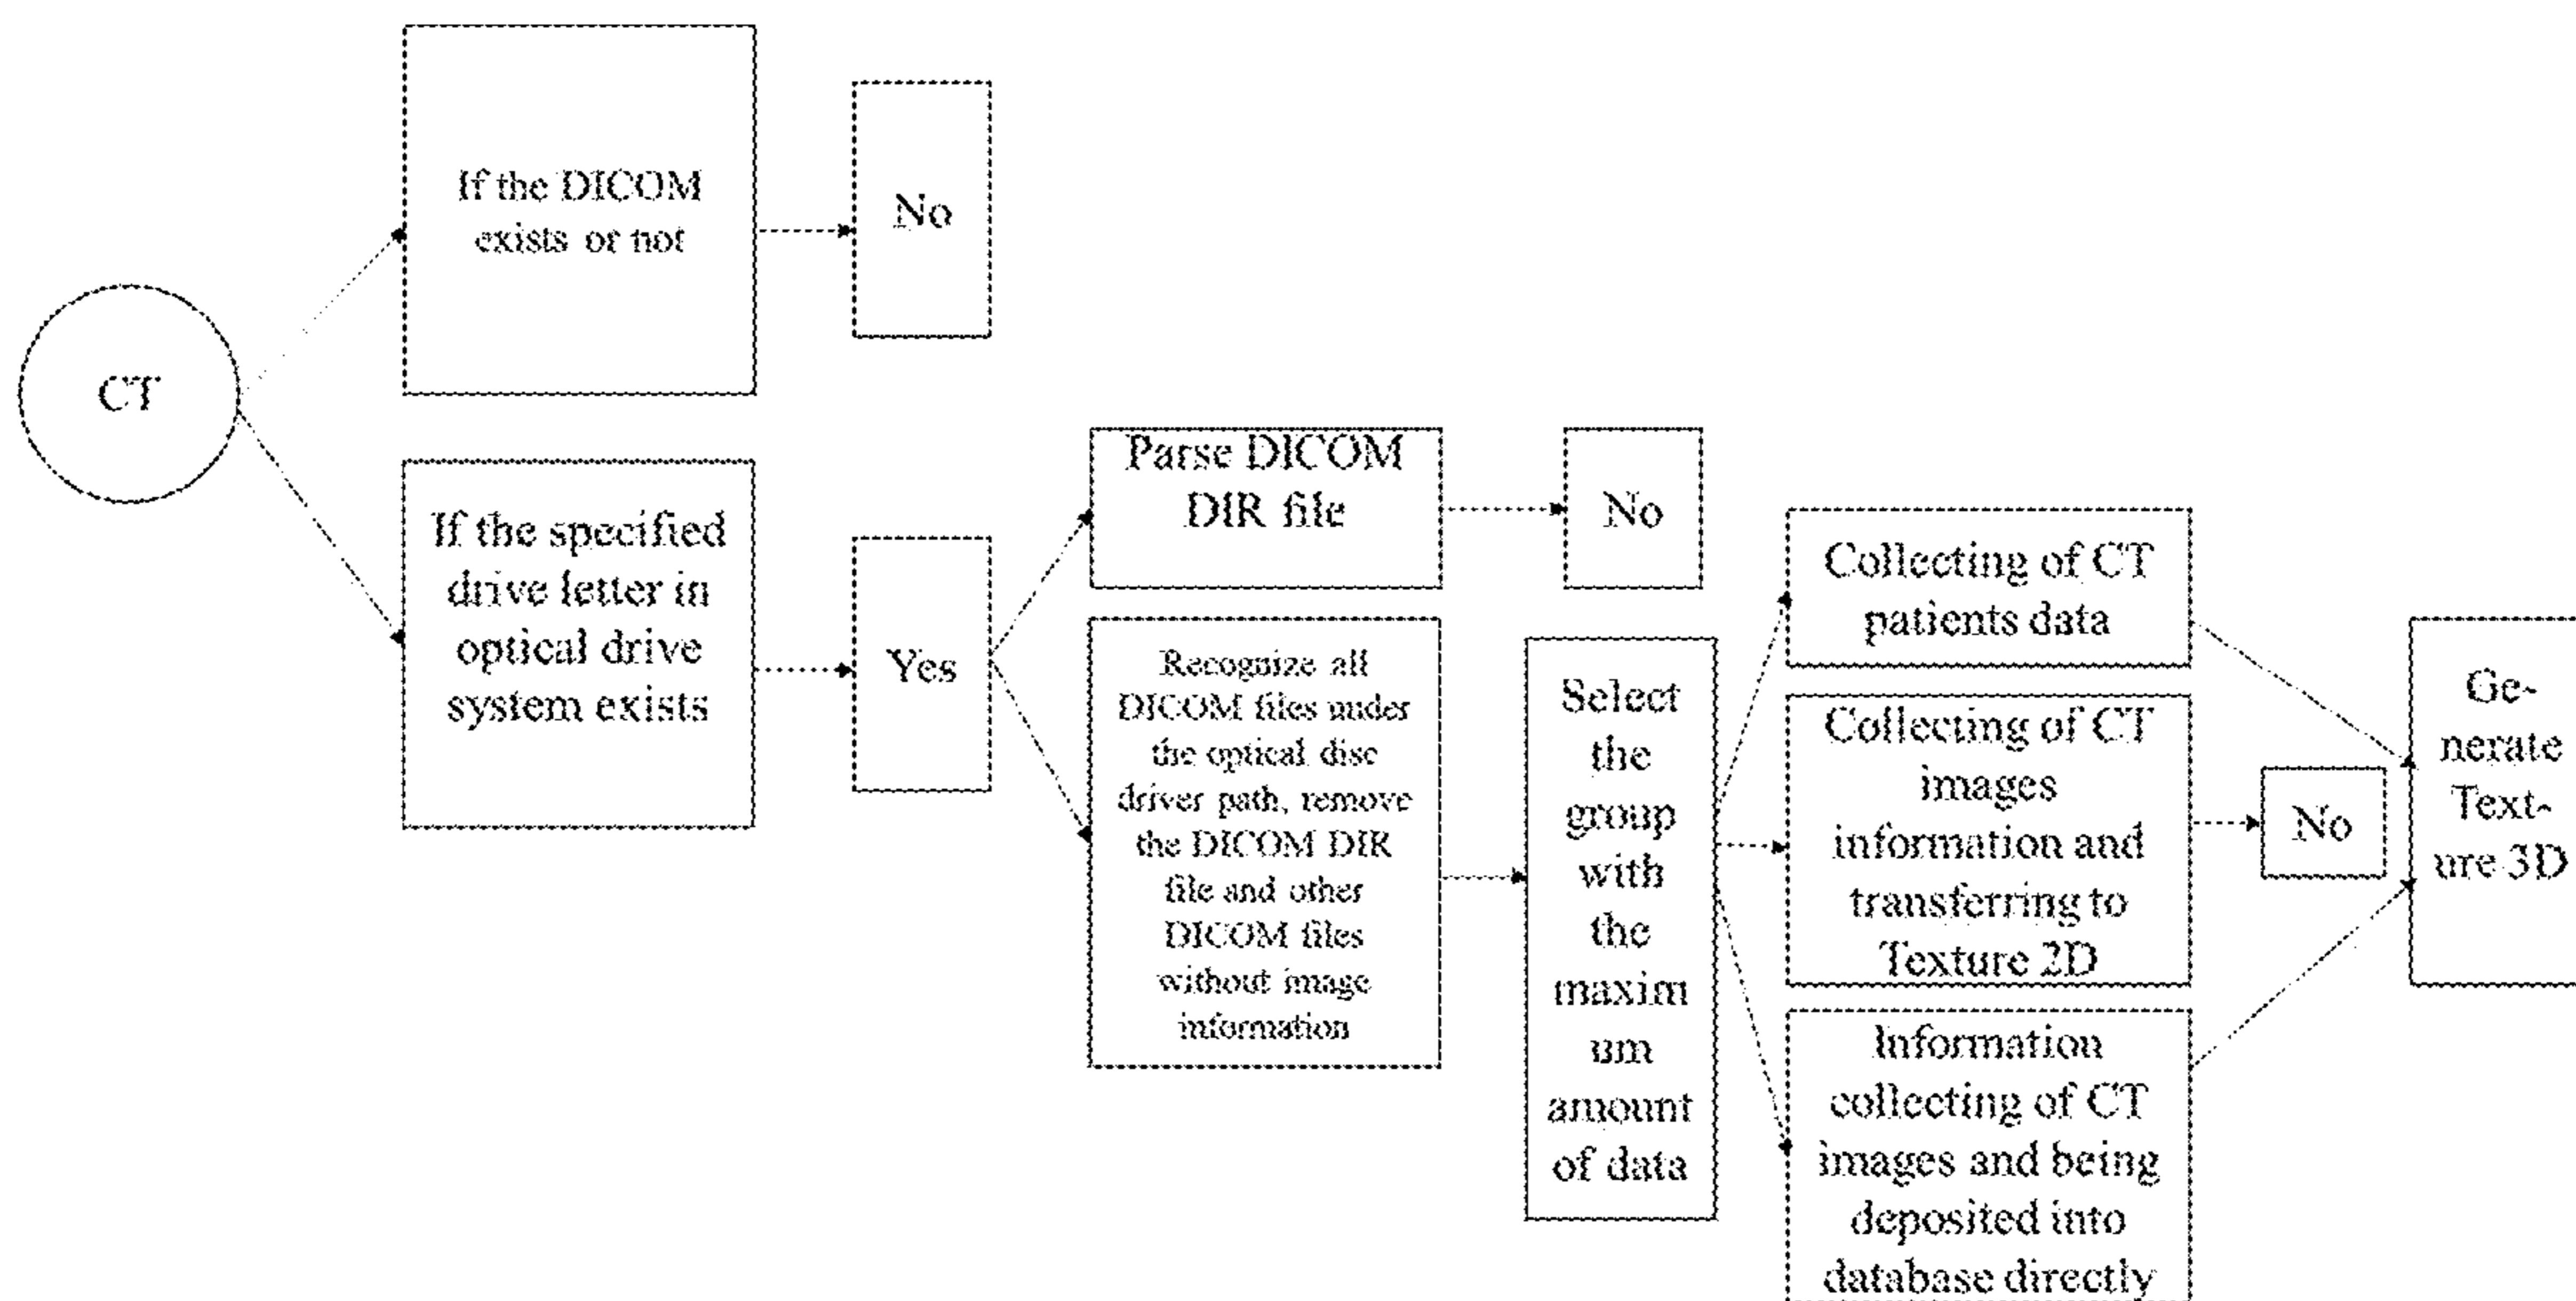 CT
If the DICOM
exists or not
No
If the specified
drive letter in
optical drive
system exists
Yes
Parse DICOM
DIR file
No
Recognize all
DICOM files under
the optical disc
driver path, remove
the DICOM DIR
file and other
DICOM files
without image
information
Select
the
group
with
the
maxim
um
amount
of data
Collecting of CT
patients data
Collecting of CT
images
information and
transferring to
Texture 2D
No
Information
collecting of CT
images and being
deposited into
database directly
Ge-
nerate
Text-
ure 3D